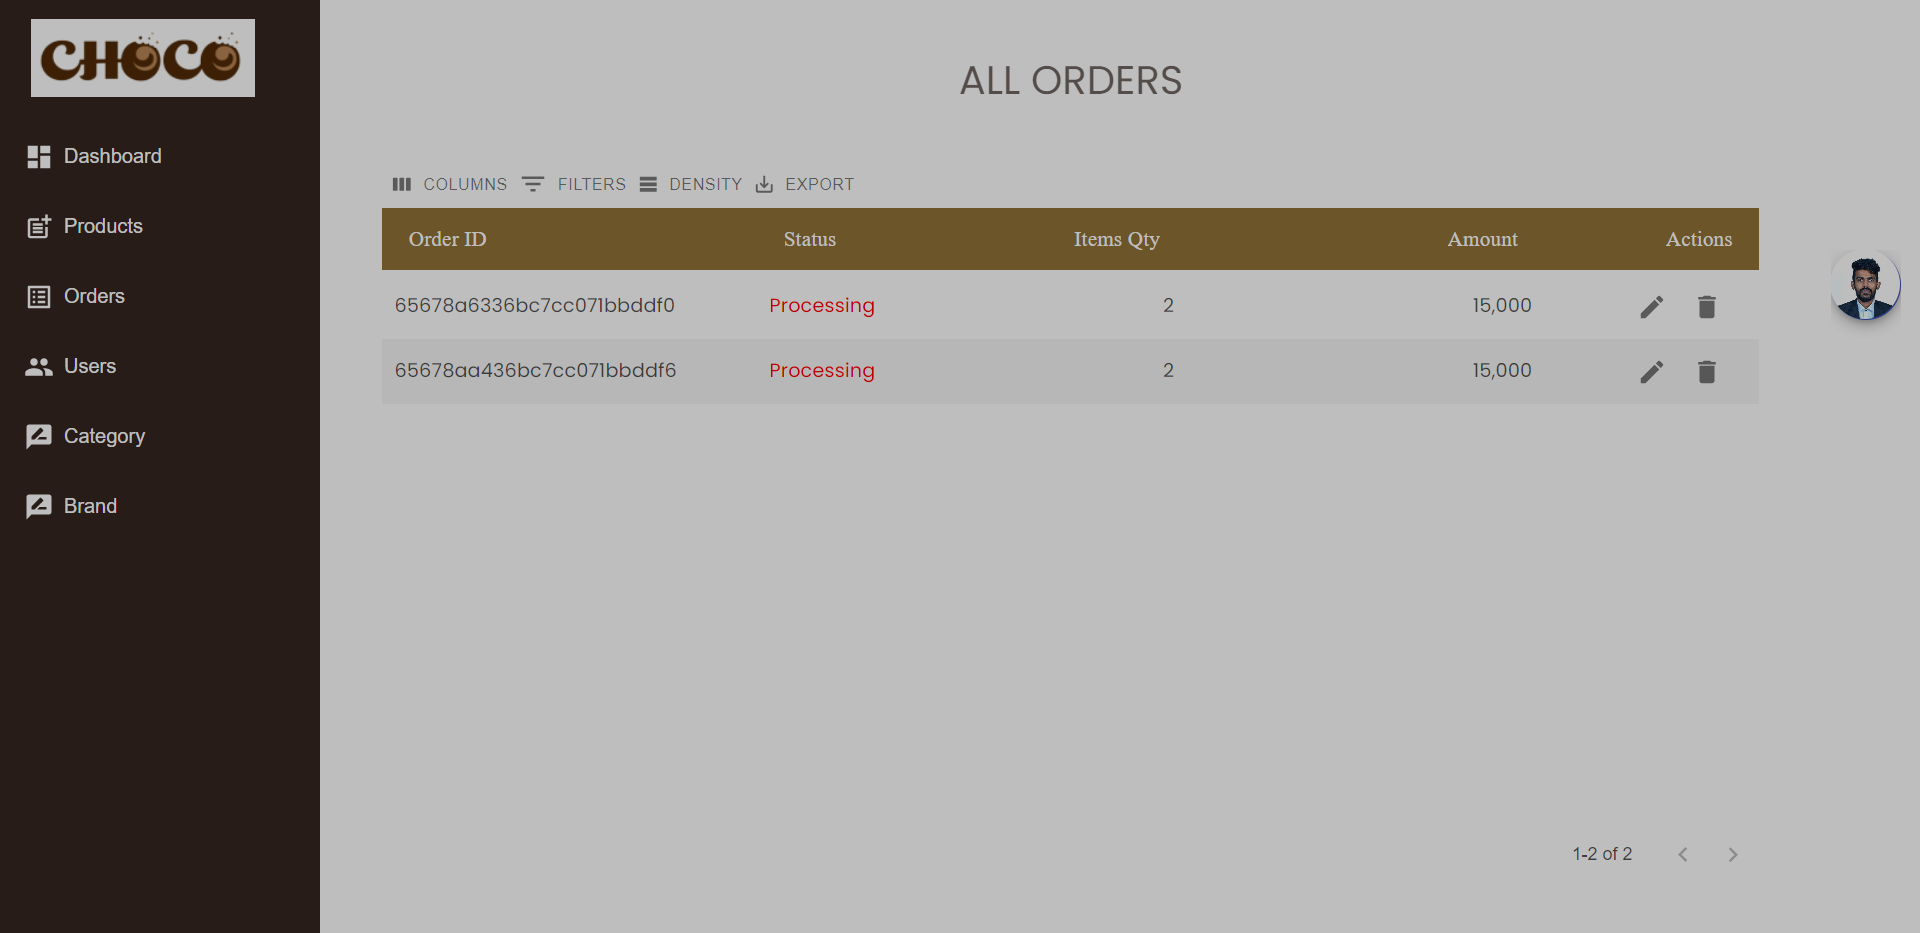 CHOCO
Dashboard
Products
Orders
Users
Category
Brand
ALL ORDERS
COLUMNS FILTERS DENSITY EXPORT
Order ID Status Items Qty Amount Actions
65678a6336bc7cc071bbddf0 Processing 2 15,000
65678aa436bc7cc071bbddf6 Processing 2 15,000
1-2 of 2